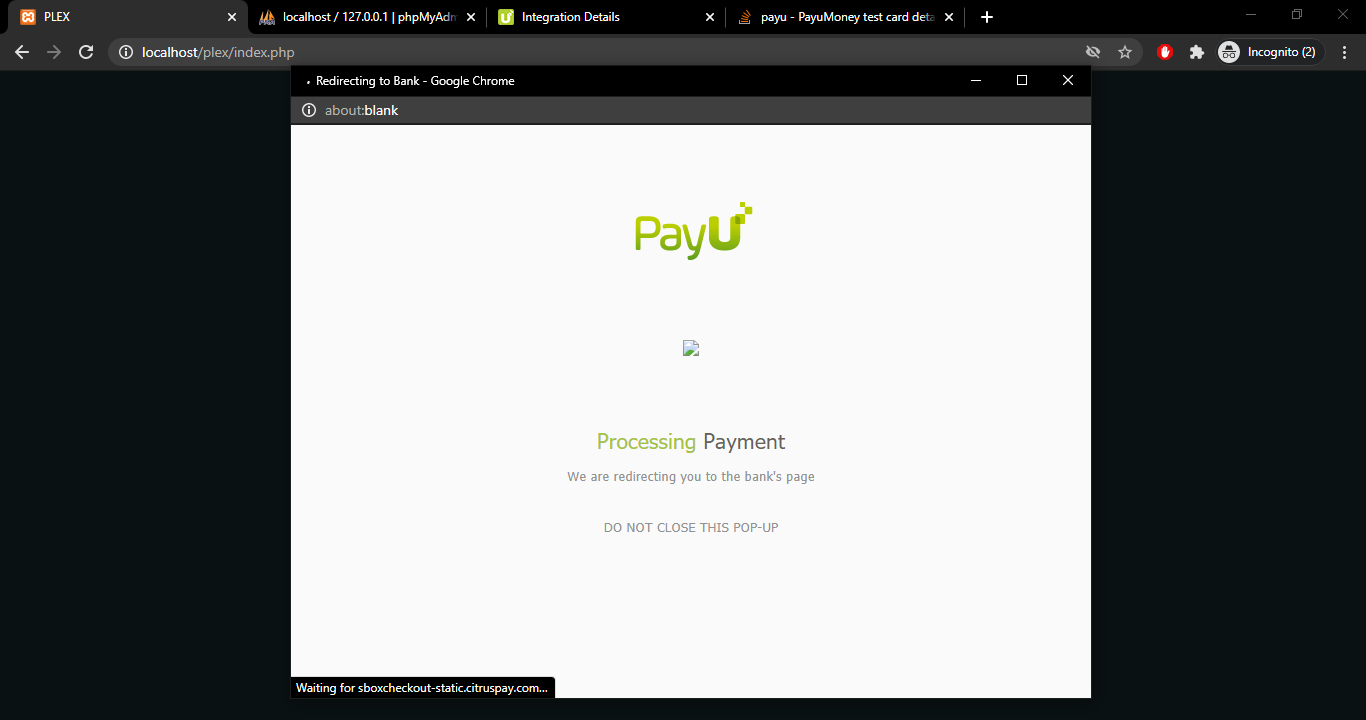 PLEX
localhost / 127.0.0.1 | phpMyAdm
Integration Details
payu - PayuMoney test card deta
localhost/plex/index.php
Incognito (2)
Redirecting to Bank - Google Chrome
about:blank
PayU
Processing Payment
We are redirecting you to the bank's page
DO NOT CLOSE THIS POP-UP
Waiting for sboxcheckout-static.citruspay.com...